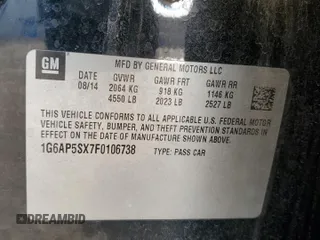 GM
MFD BY GENERAL MOTORS LLC
DATE GVWR GAWR FRT GAWR RR
08/14 2064 KG 918 KG 1146 KG
4550 LB 2023 LB 2527 LB
THIS VEHICLE CONFORMS TO ALL APPLICABLE U.S. FEDERAL MOTOR
VEHICLE SAFETY, BUMPER, AND THEFT PREVENTION STANDARDS
IN EFFECT ON THE DATE OF MANUFACTURE SHOWN ABOVE.
1G6AP5SX7F0106738 TYPE: PASS CAR
DREAMBID